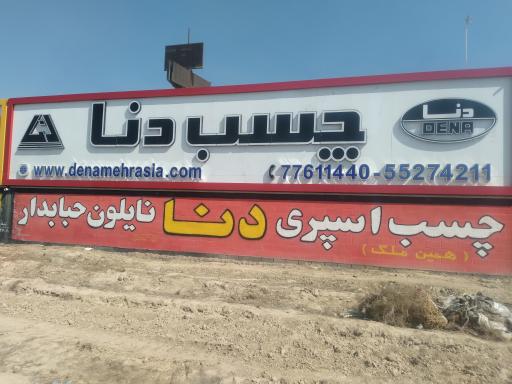 چسب دنا
دنا
DENA
www.denamehrasia.com
77611440-55274211
چسب اسپری دنا نایلون حبابدار
( همین ملک )